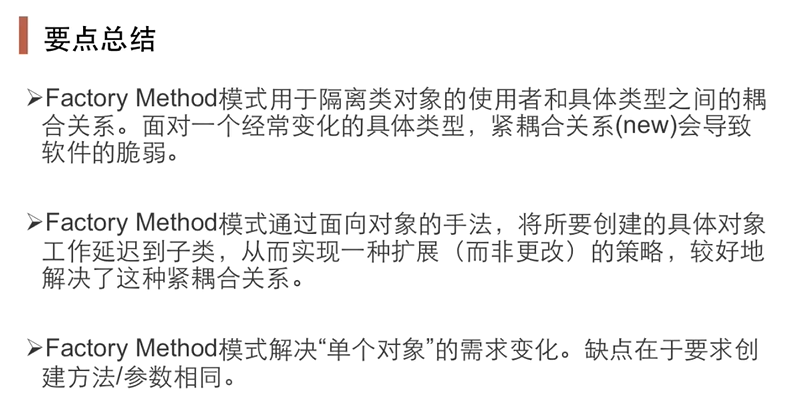 要点总结
➢Factory Method模式用于隔离类对象的使用者和具体类型之间的耦
合关系。面对一个经常变化的具体类型，紧耦合关系(new)会导致
软件的脆弱。
➢Factory Method模式通过面向对象的手法，将所要创建的具体对象
工作延迟到子类，从而实现一种扩展（而非更改）的策略，较好地
解决了这种紧耦合关系。
➢Factory Method模式解决“单个对象”的需求变化。缺点在于要求创
建方法/参数相同。